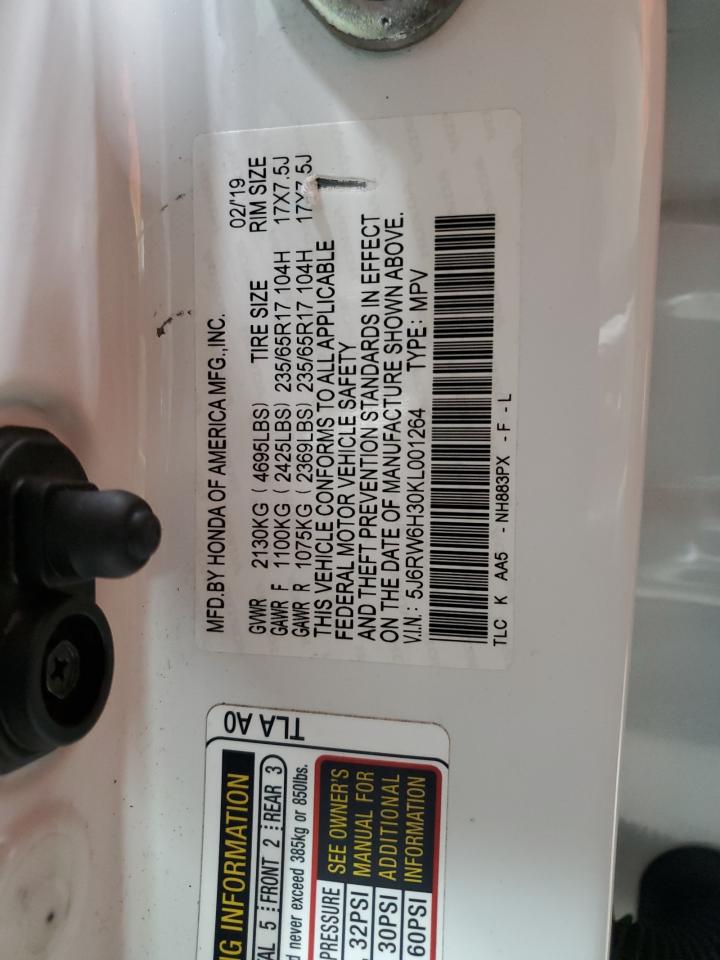 MFD.BY HONDA OF AMERICA MFG.,INC.
02/'19
GVWR 2130KG ( 4695LBS) TIRE SIZE RIM SIZE
GAWR F 1100KG ( 2425LBS) 235/65R17 104H 17X7.5J
GAWR R 1075KG ( 2369LBS) 235/65R17 104H 17X7.5J
THIS VEHICLE CONFORMS TO ALL APPLICABLE
FEDERAL MOTOR VEHICLE SAFETY
AND THEFT PREVENTION STANDARDS IN EFFECT
ON THE DATE OF MANUFACTURE SHOWN ABOVE.
V.I.N.: 5J6RW6H30KL001264 TYPE: MPV
TLC K AA5 - NH883PX - F - L
TLA A0
INFORMATION
5 FRONT 2 REAR 3
never exceed 385kg or 850lbs.
PRESSURE
32PSI
30PSI
60PSI
SEE OWNER'S
MANUAL FOR
ADDITIONAL
INFORMATION